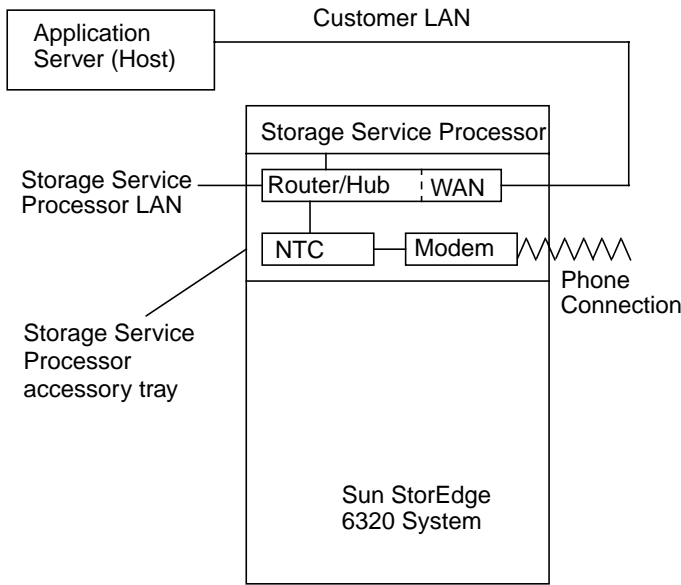 Customer LAN
Application
Server (Host)
Storage Service Processor
Storage Service
Processor LAN
Router/Hub
WAN
NTC
Modem
Phone
Connection
Storage Service
Processor
accessory tray
Sun StorEdge
6320 System